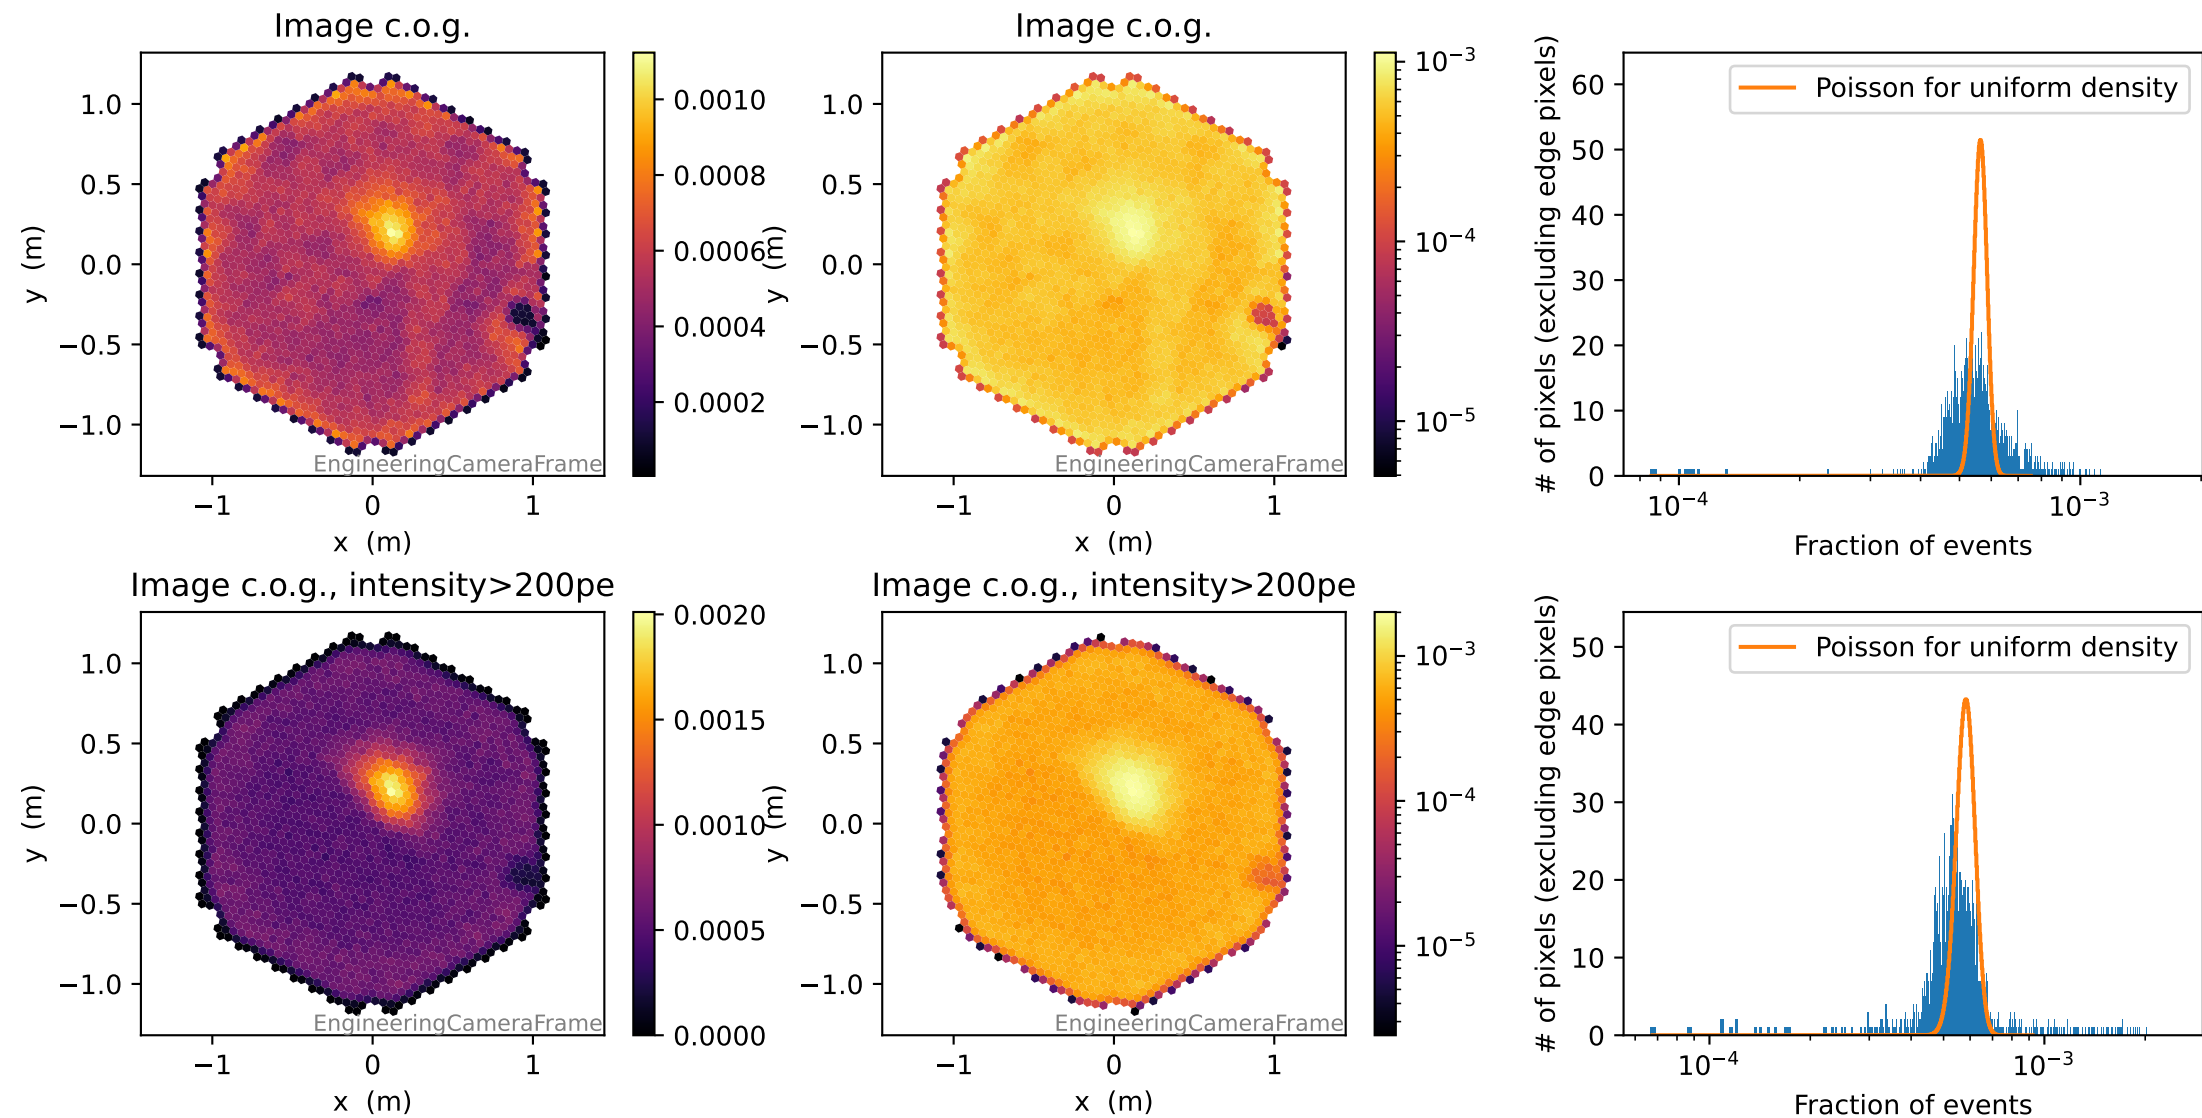 Image c.o.g.
1.0
0.5
0.0
−0.5
−1.0
y (m)
−1 0 1
x (m)
EngineeringCameraFrame
0.0010
0.0008
0.0006
0.0004
0.0002
Image c.o.g.
1.0
0.5
0.0
−0.5
−1.0
y (m)
−1 0 1
x (m)
EngineeringCameraFrame
10⁻³
10⁻⁴
10⁻⁵
# of pixels (excluding edge pixels)
60
50
40
30
20
10
0
Poisson for uniform density
10⁻⁴ 10⁻³
Fraction of events
Image c.o.g., intensity>200pe
1.0
0.5
0.0
−0.5
−1.0
y (m)
−1 0 1
x (m)
EngineeringCameraFrame
0.0020
0.0015
0.0010
0.0005
0.0000
Image c.o.g., intensity>200pe
1.0
0.5
0.0
−0.5
−1.0
y (m)
−1 0 1
x (m)
EngineeringCameraFrame
10⁻³
10⁻⁴
10⁻⁵
# of pixels (excluding edge pixels)
50
40
30
20
10
0
Poisson for uniform density
10⁻⁴ 10⁻³
Fraction of events